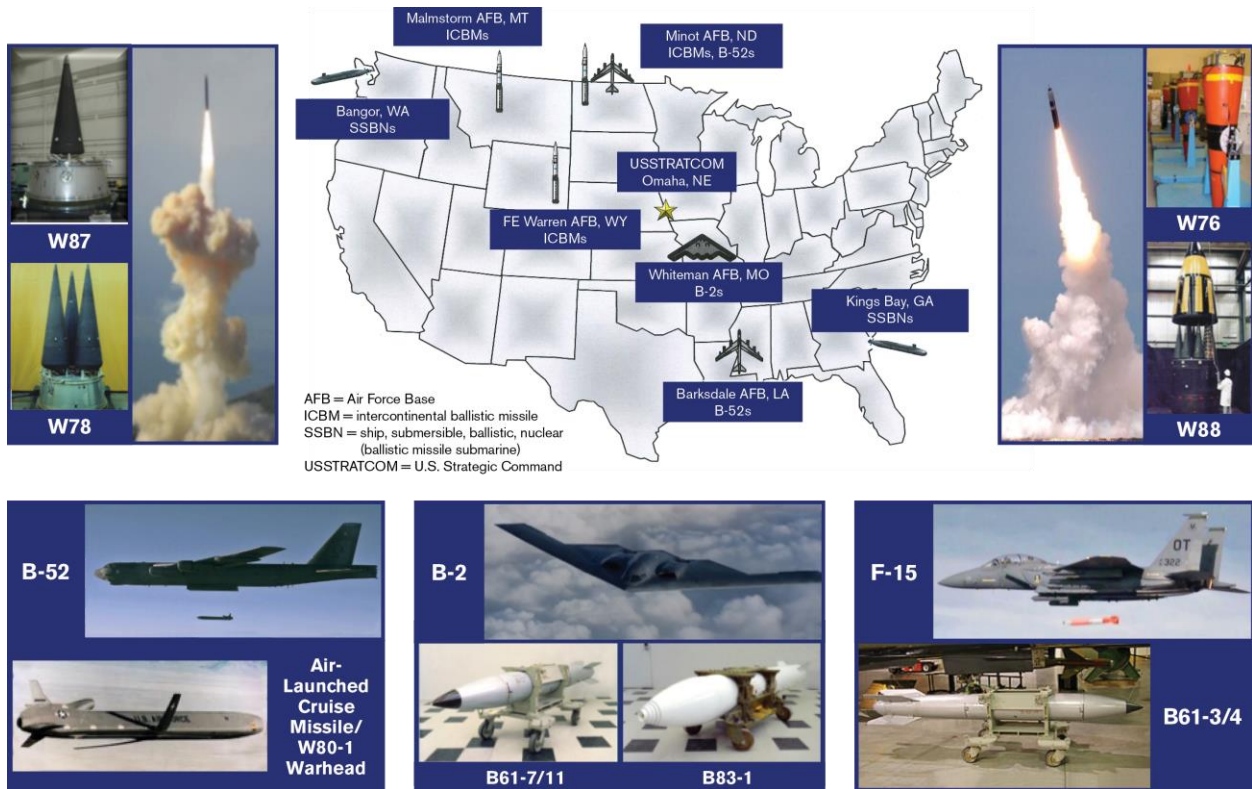 Malmstorm AFB, MT
ICBMs
Minot AFB, ND
ICBMs, B-52s
Bangor, WA
SSBNs
USSTRATCOM
Omaha, NE
FE Warren AFB, WY
ICBMs
Whiteman AFB, MO
B-2s
Kings Bay, GA
SSBNs
Barksdale AFB, LA
B-52s
AFB = Air Force Base
ICBM = intercontinental ballistic missile
SSBN = ship, submersible, ballistic, nuclear
(ballistic missile submarine)
USSTRATCOM = U.S. Strategic Command
W87
W78
W76
W88
B-52
Air-
Launched
Cruise
Missile/
W80-1
Warhead
B-2
B61-7/11
B83-1
F-15
OT
322
B61-3/4